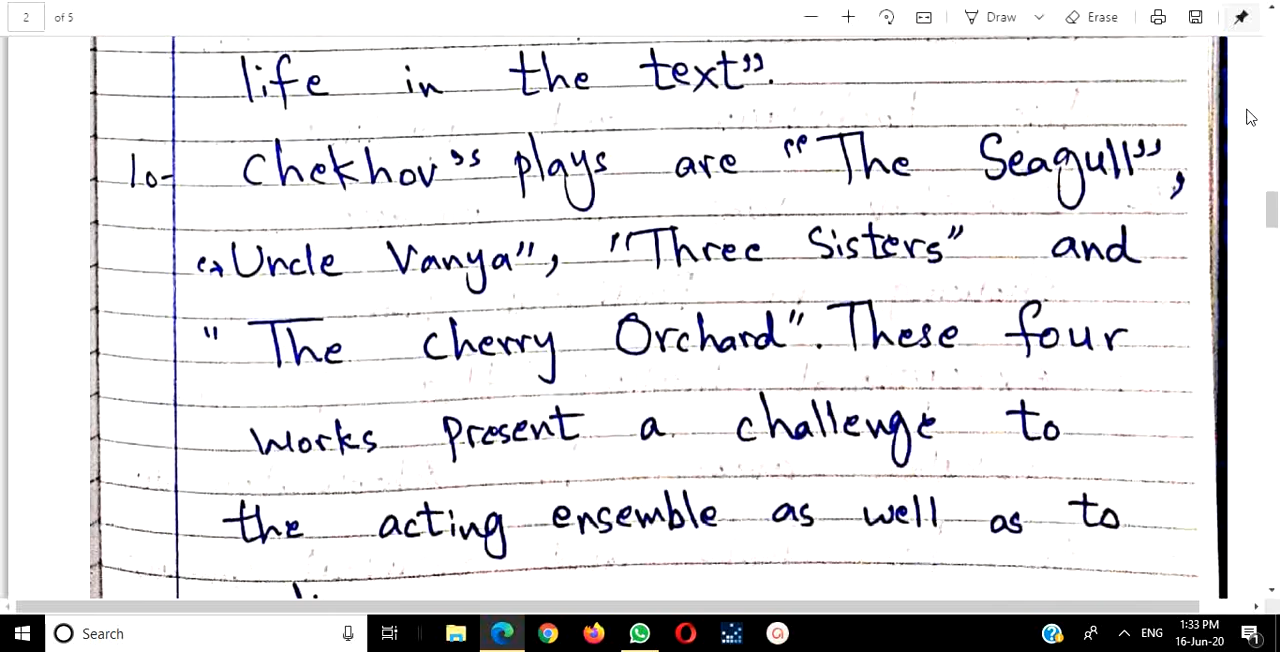 2 of 5 Draw Erase
life in the text".
10- Chekhov"s plays are "The Seagull",
"Uncle Vanya", "Three Sisters" and
"The Cherry Orchard". These four
works present a challenge to
the acting ensemble as well as to
Search ENG 1:33 PM
16-Jun-20
1